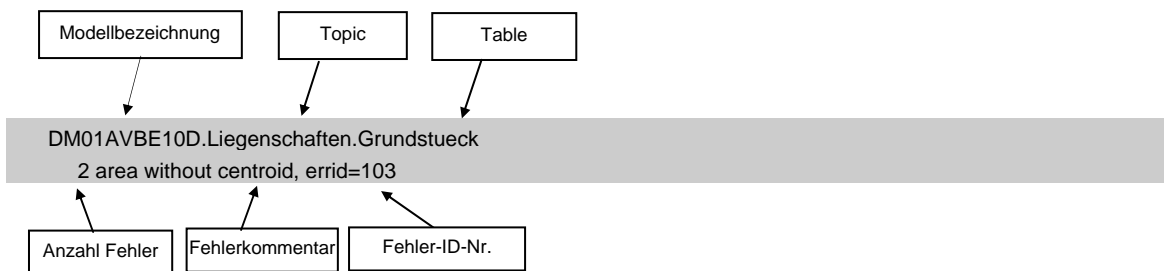 Modellbezeichnung Topic Table
DM01AVBE10D.Liegenschaften.Grundstueck
2 area without centroid, errid=103
Anzahl Fehler Fehlerkommentar Fehler-ID-Nr.